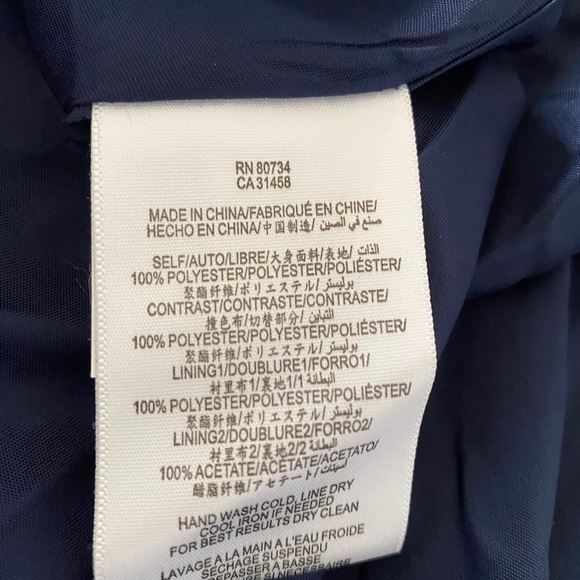 RN 80734
CA 31458
MADE IN CHINA/FABRIQUÉ EN CHINE/
HECHO EN CHINA/中国制造/ صنع في الصين/
SELF/AUTO/LIBRE/大身面料/表地/ الذات/
100% POLYESTER/POLYESTER/POLIÉSTER/
聚酯纤维/ポリエステル/ بوليستر/
CONTRAST/CONTRASTE/CONTRASTE/
撞色布/切替部分/ التباين/
100% POLYESTER/POLYESTER/POLIÉSTER/
聚酯纤维/ポリエステル/ بوليستر/
LINING1/DOUBLURE1/FORRO1/
衬里布1/裏地1/ البطانة 1/
100% POLYESTER/POLYESTER/POLIÉSTER/
聚酯纤维/ポリエステル/ بوليستر/
LINING2/DOUBLURE2/FORRO2/
衬里布2/裏地2/ البطانة 2/
100% ACETATE/ACETATE/ACETATO/
醋酯纤维/アセテート/ أسيتات/
HAND WASH COLD, LINE DRY
COOL IRON IF NEEDED
FOR BEST RESULTS DRY CLEAN
LAVAGE A LA MAIN A L'EAU FROIDE
SECHAGE SUSPENDU
REPASSER A BASSE